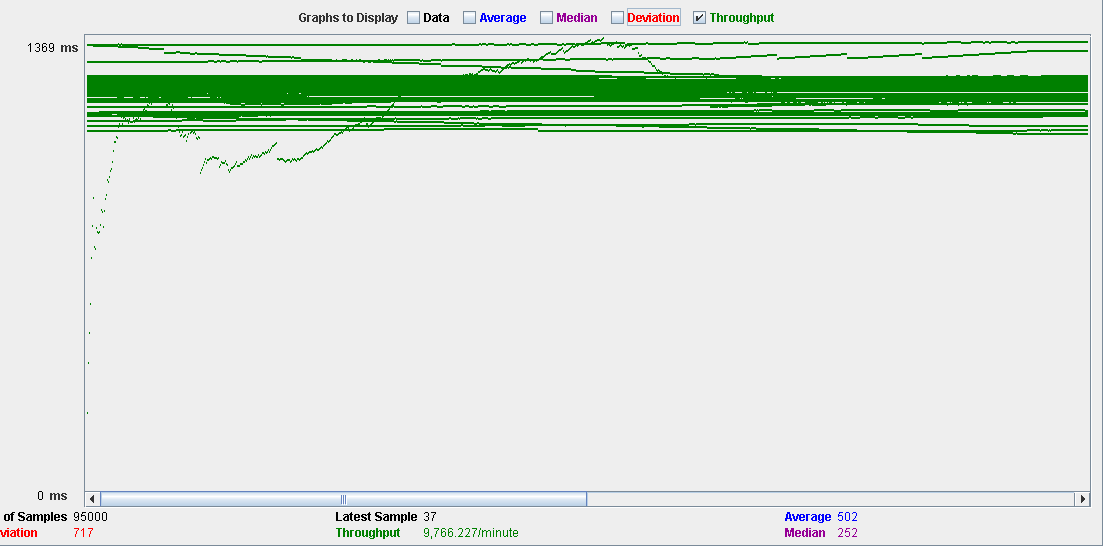 Graphs to Display Data Average Median Deviation Throughput
1369 ms
0 ms
of Samples 95000 Latest Sample 37 Average 502
viation 717 Throughput 9,766.227/minute Median 252